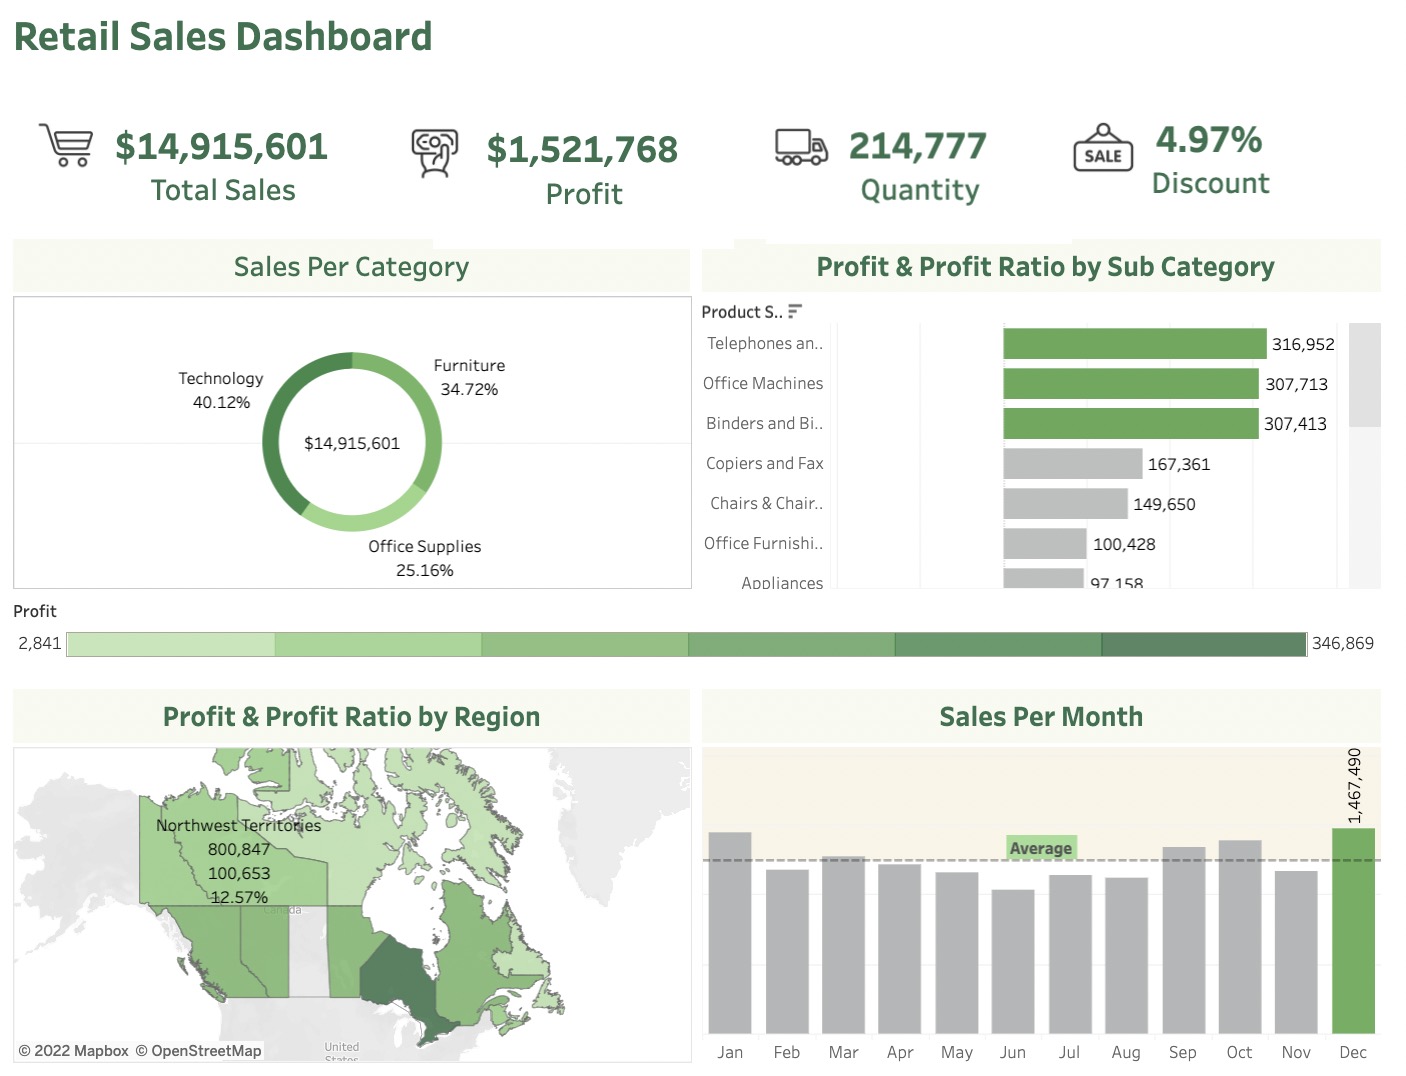 Retail Sales Dashboard
$14,915,601
Total Sales
$1,521,768
Profit
214,777
Quantity
SALE
4.97%
Discount
Sales Per Category
Technology
40.12%
Furniture
34.72%
$14,915,601
Office Supplies
25.16%
Profit & Profit Ratio by Sub Category
Product S..
Telephones an.. 316,952
Office Machines 307,713
Binders and Bi.. 307,413
Copiers and Fax 167,361
Chairs & Chair.. 149,650
Office Furnishi.. 100,428
Appliances 97,158
Profit
2,841 346,869
Profit & Profit Ratio by Region
Northwest Territories
800,847
100,653
12.57%
Canada
United
States
© 2022 Mapbox © OpenStreetMap
Sales Per Month
1,467,490
Average
Jan Feb Mar Apr May Jun Jul Aug Sep Oct Nov Dec